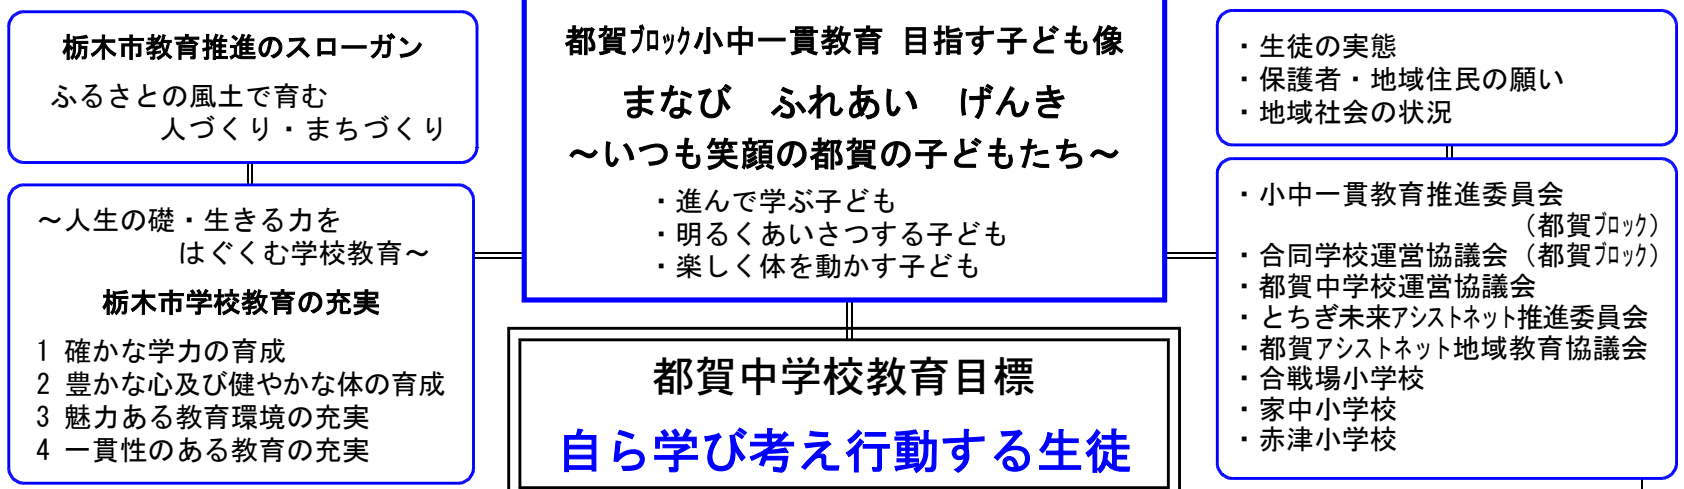 栃木市教育推進のスローガン
ふるさとの風土で育む
人づくり・まちづくり
～人生の礎・生きる力を
はぐくむ学校教育～
栃木市学校教育の充実
1 確かな学力の育成
2 豊かな心及び健やかな体の育成
3 魅力ある教育環境の充実
4 一貫性のある教育の充実
都賀ﾌﾞﾛｯｸ小中一貫教育 目指す子ども像
まなび　ふれあい　げんき
～いつも笑顔の都賀の子どもたち～
・進んで学ぶ子ども
・明るくあいさつする子ども
・楽しく体を動かす子ども
都賀中学校教育目標
自ら学び考え行動する生徒
・生徒の実態
・保護者・地域住民の願い
・地域社会の状況
・小中一貫教育推進委員会
（都賀ﾌﾞﾛｯｸ）
・合同学校運営協議会（都賀ﾌﾞﾛｯｸ）
・都賀中学校運営協議会
・とちぎ未来ｱｼｽﾄﾈｯﾄ推進委員会
・都賀ｱｼｽﾄﾈｯﾄ地域教育協議会
・合戦場小学校
・家中小学校
・赤津小学校